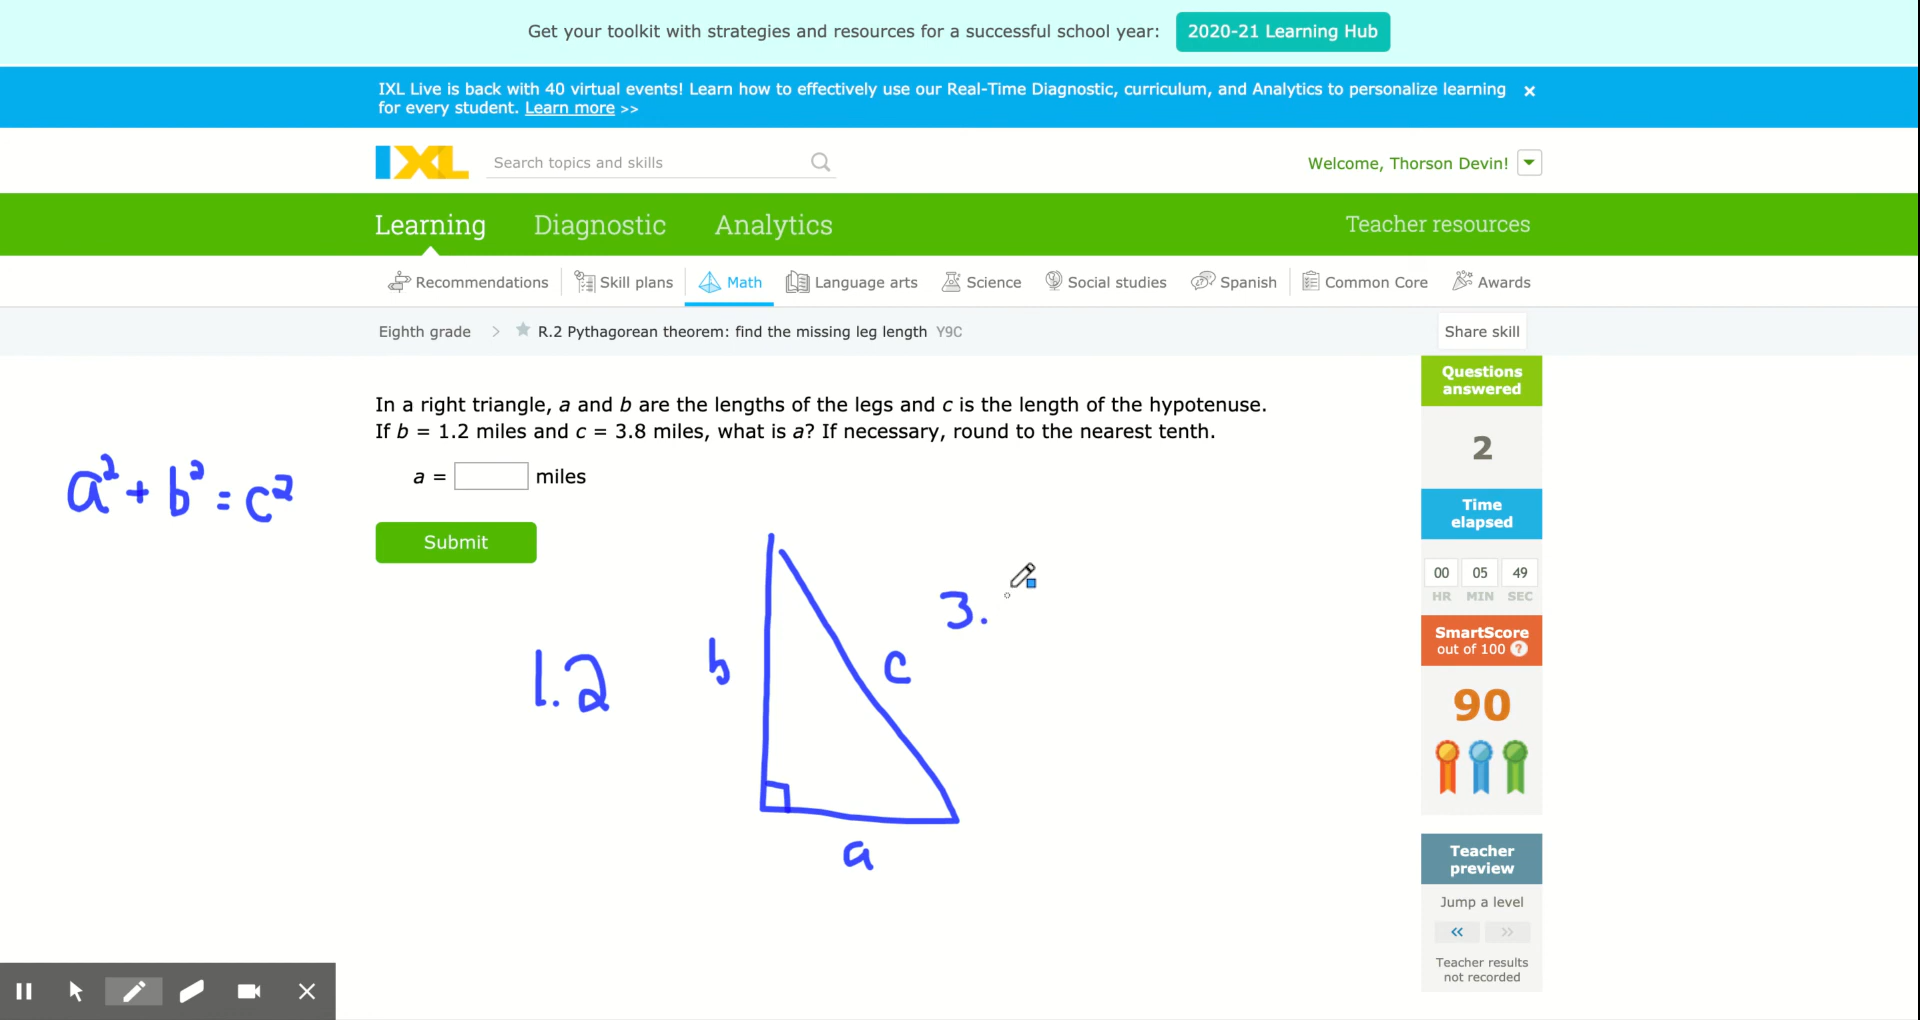 Get your toolkit with strategies and resources for a successful school year: 2020-21 Learning Hub
IXL Live is back with 40 virtual events! Learn how to effectively use our Real-Time Diagnostic, curriculum, and Analytics to personalize learning
for every student. Learn more >>
IXL Search topics and skills Welcome, Thorson Devin!
Learning Diagnostic Analytics Teacher resources
Recommendations Skill plans Math Language arts Science Social studies Spanish Common Core Awards
Eighth grade > R.2 Pythagorean theorem: find the missing leg length Y9C Share skill
In a right triangle, a and b are the lengths of the legs and c is the length of the hypotenuse.
If b = 1.2 miles and c = 3.8 miles, what is a? If necessary, round to the nearest tenth.
a = miles
Submit
a² + b² = c²
1.2
b
c
3.
a
Questions
answered
2
Time
elapsed
00 05 49
HR MIN SEC
SmartScore
out of 100 ?
90
Teacher
preview
Jump a level
<< >>
Teacher results
not recorded